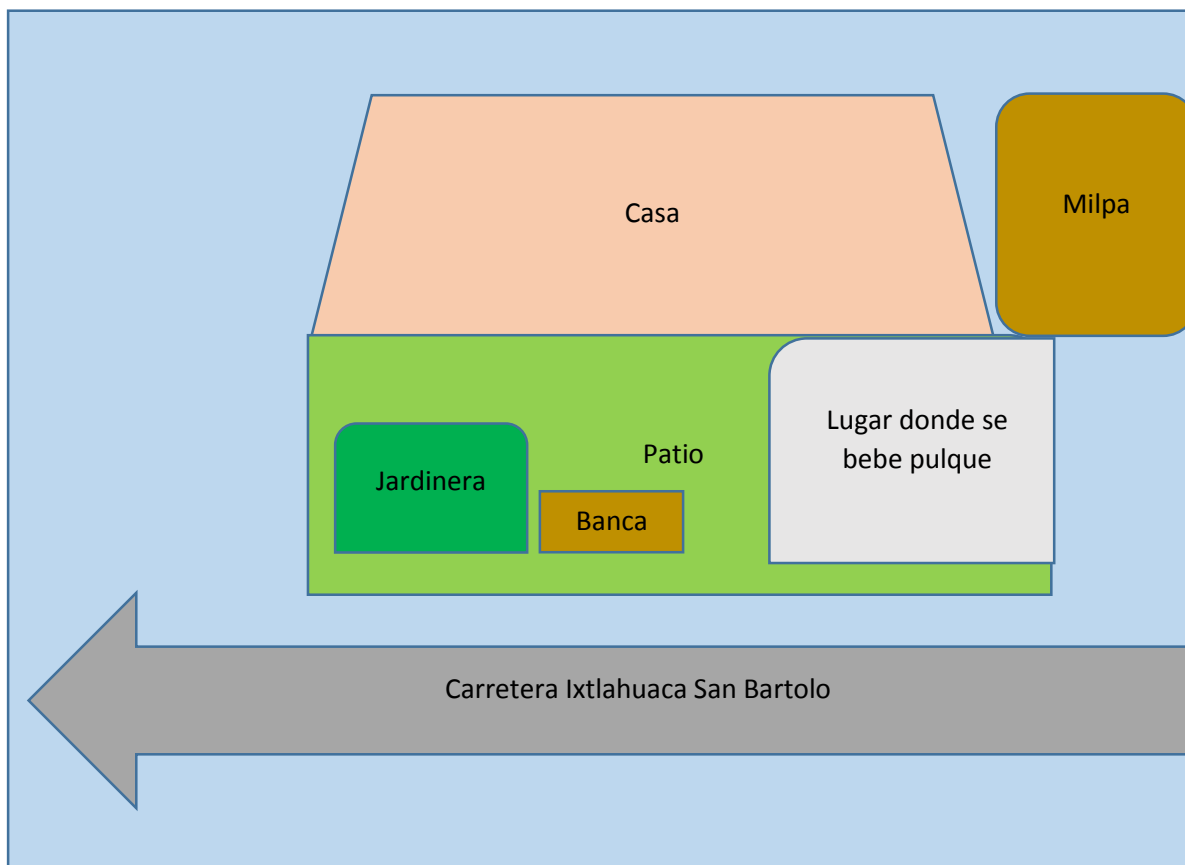 Casa
Milpa
Lugar donde se
bebe pulque
Patio
Jardinera
Banca
Carretera Ixtlahuaca San Bartolo